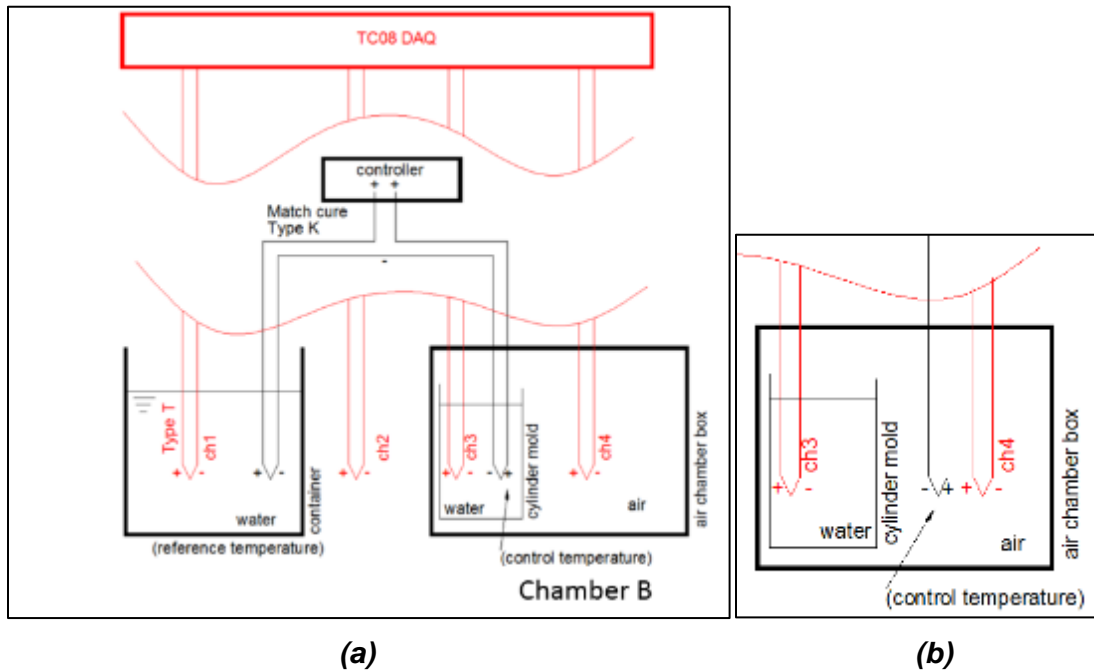 TC08 DAQ
controller
+ +
Match cure
Type K
-
Type T
ch1
+ -
+ -
water
container
(reference temperature)
ch2
+ -
ch3
+ -
- +
water
cylinder mold
ch4
+ -
air
air chamber box
(control temperature)
Chamber B
(a)
ch3
+ -
water
cylinder mold
- +
ch4
+ -
air
air chamber box
(control temperature)
(b)